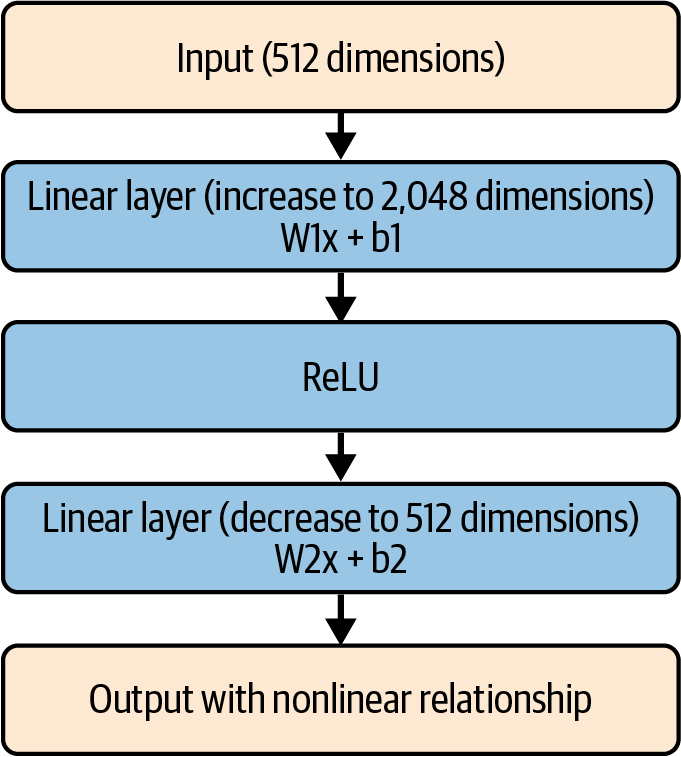 Input (512 dimensions)
Linear layer (increase to 2,048 dimensions)
W1x + b1
ReLU
Linear layer (decrease to 512 dimensions)
W2x + b2
Output with nonlinear relationship